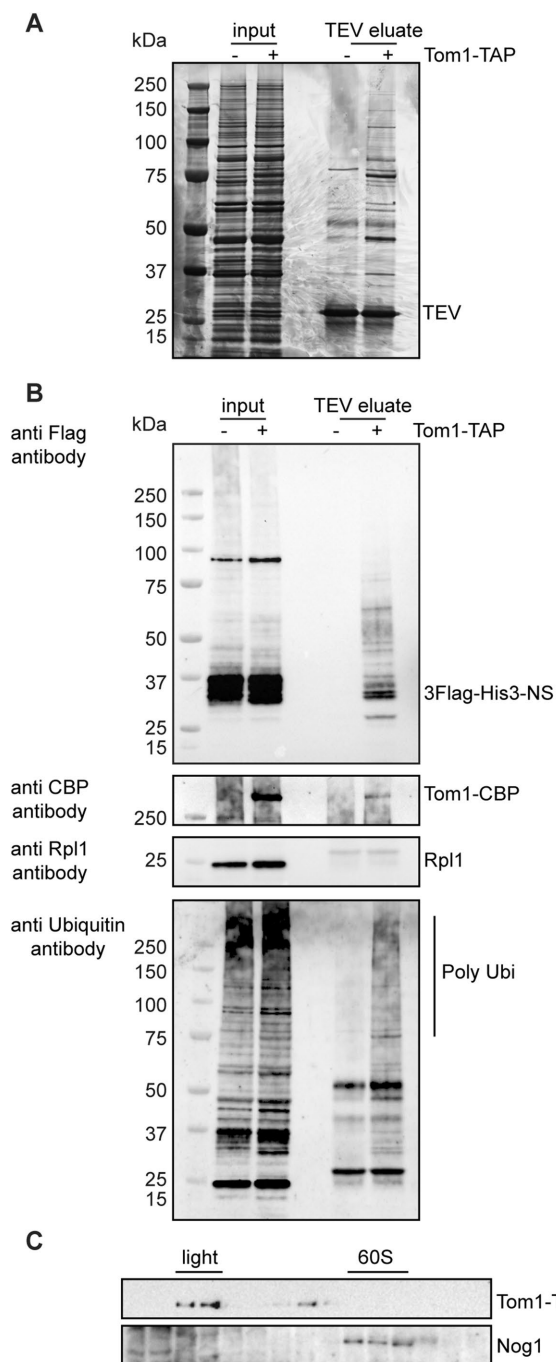 A
input TEV eluate
kDa - + - + Tom1-TAP
250
150
100
75
50
37
25
15
TEV
B
input TEV eluate
anti Flag antibody
kDa - + - + Tom1-TAP
250
150
100
75
50
37
25
15
3Flag-His3-NS
anti CBP antibody
250
Tom1-CBP
anti Rpl1 antibody
25
Rpl1
anti Ubiquitin antibody
250
150
100
75
50
37
25
15
Poly Ubi
C
light 60S
Tom1-
Nog1